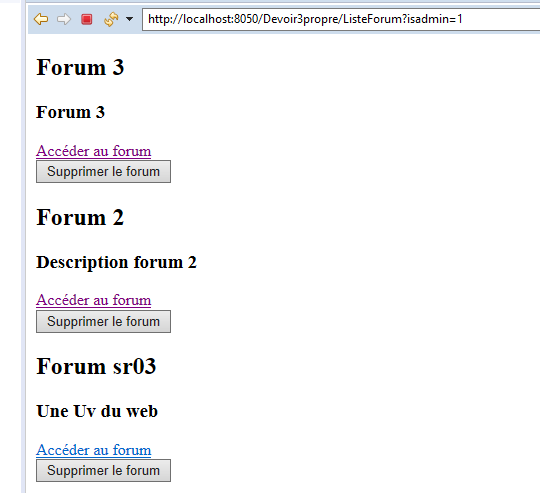 http://localhost:8050/Devoir3propre/ListeForum?isadmin=1
Forum 3
Forum 3
Accéder au forum
Supprimer le forum
Forum 2
Description forum 2
Accéder au forum
Supprimer le forum
Forum sr03
Une Uv du web
Accéder au forum
Supprimer le forum